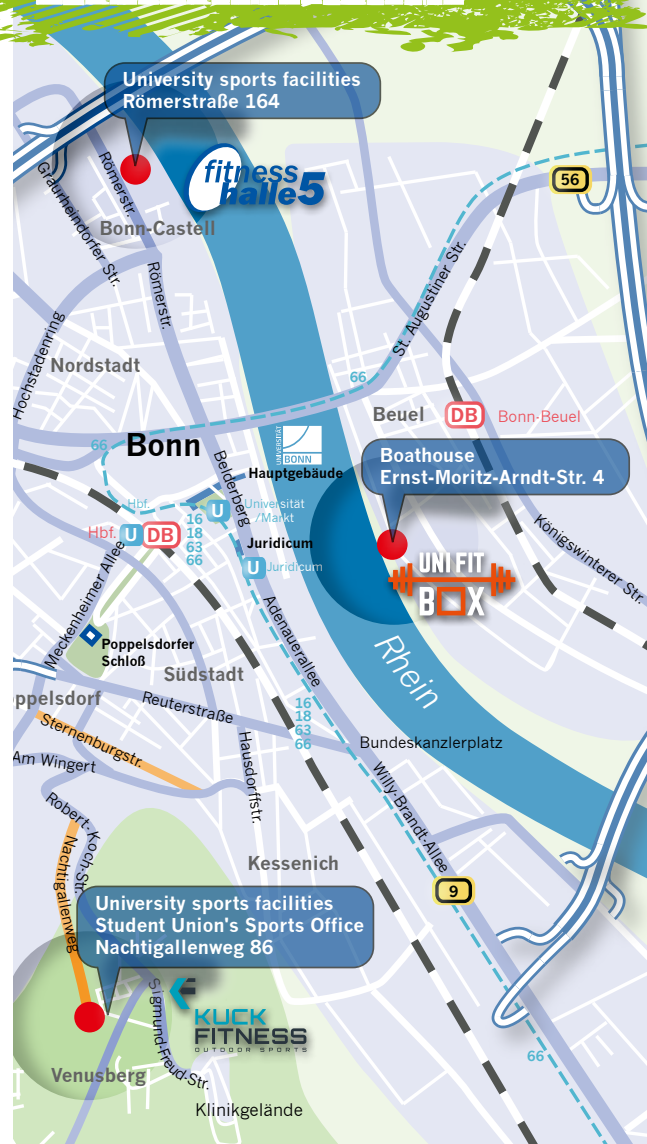 University sports facilities
Römerstraße 164
fitness
halle5
56
Römerstr.
Graurheindorfer Str.
Bonn-Castell
Römerstr.
St. Augustiner Str.
Hochstadenring
Nordstadt
66
Beuel
DB
Bonn-Beuel
66
Bonn
UNIVERSITÄT
BONN
Boathouse
Ernst-Moritz-Arndt-Str. 4
Belderberg
Hauptgebäude
Hbf.
U
Universität
/Markt
Hbf.
U
DB
16
18
63
66
Juridicum
U
Juridicum
Königswinterer Str.
UNI FIT
BOX
Meckenheimer Allee
Adenauerallee
Poppelsdorfer
Schloß
Rhein
Südstadt
oppelsdorf
Reuterstraße
16
18
63
66
Sternenburgstr.
Hausdorffstr.
Bundeskanzlerplatz
Am Wingert
Willy-Brandt-Allee
Robert-Koch-Str.
Nachtigallenweg
Kessenich
9
University sports facilities
Student Union's Sports Office
Nachtigallenweg 86
KUCK
FITNESS
OUTDOOR SPORTS
Sigmund-Freud-Str.
66
Venusberg
Klinikgelände